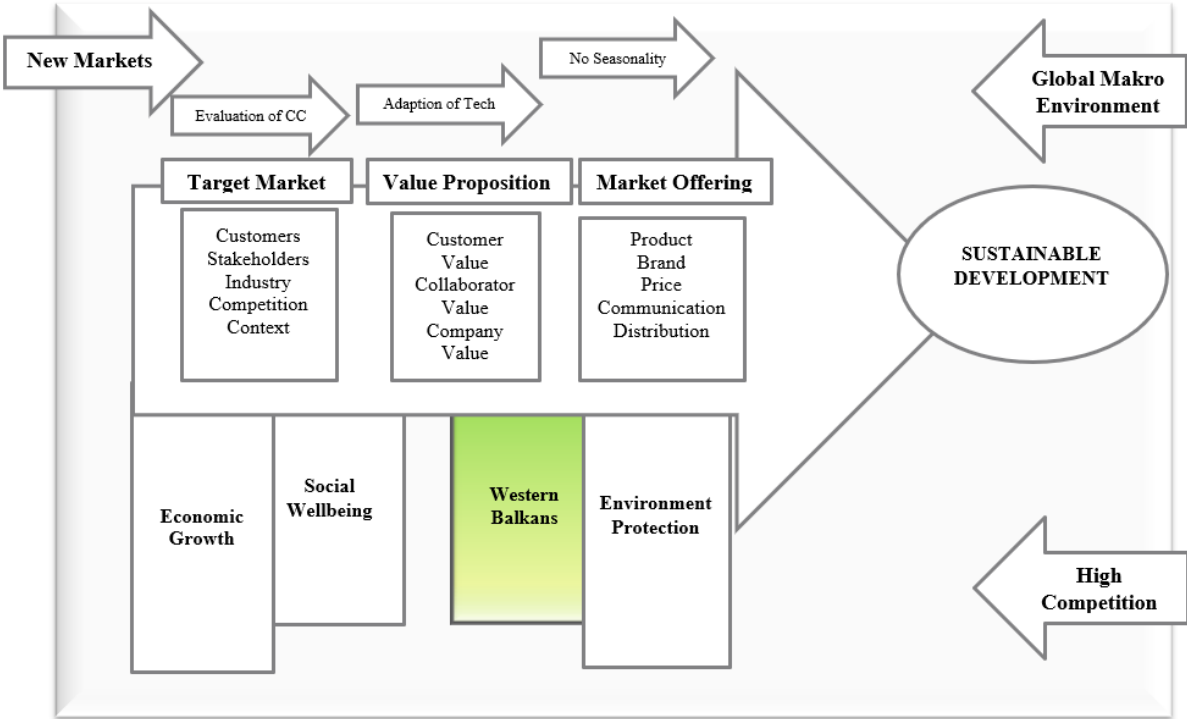 New Markets
Evaluation of CC
Adaption of Tech
No Seasonality
Global Makro
Environment
Target Market
Value Proposition
Market Offering
Customers
Stakeholders
Industry
Competition
Context
Customer
Value
Collaborator
Value
Company
Value
Product
Brand
Price
Communication
Distribution
SUSTAINABLE
DEVELOPMENT
Economic
Growth
Social
Wellbeing
Western
Balkans
Environment
Protection
High
Competition